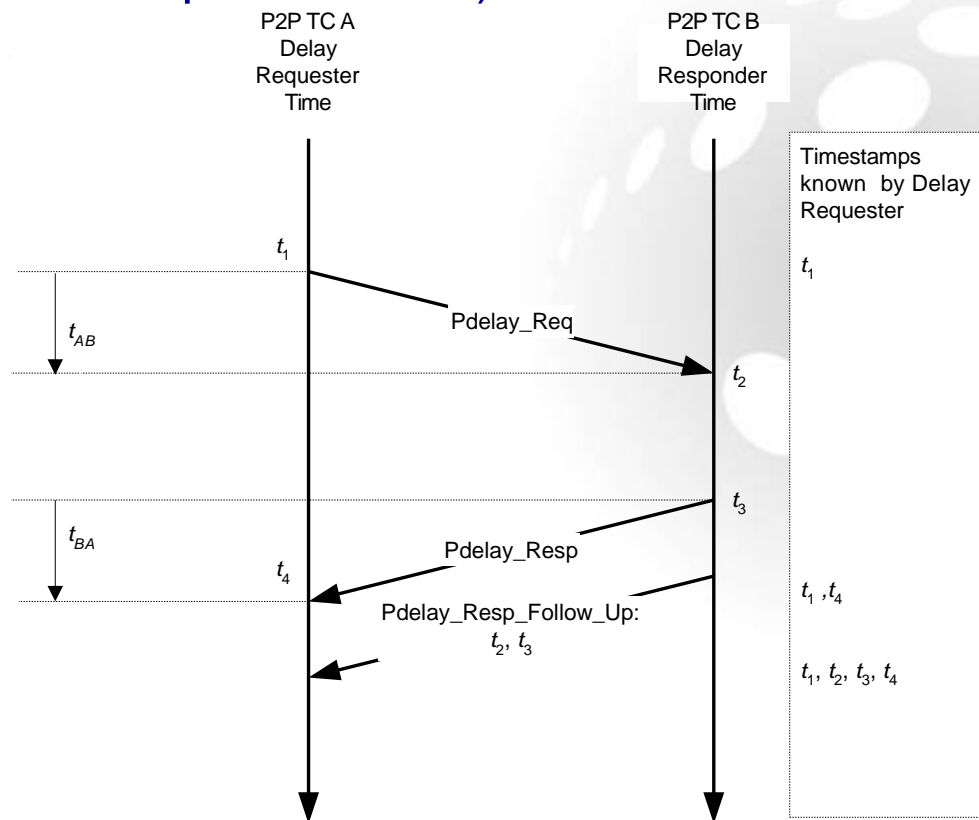 P2P TC A
Delay
Requester
Time
P2P TC B
Delay
Responder
Time
Timestamps
known by Delay
Requester
t1
t1
Pdelay_Req
tAB
t2
t3
tBA
Pdelay_Resp
t4
t1 ,t4
Pdelay_Resp_Follow_Up:
t2, t3
t1, t2, t3, t4